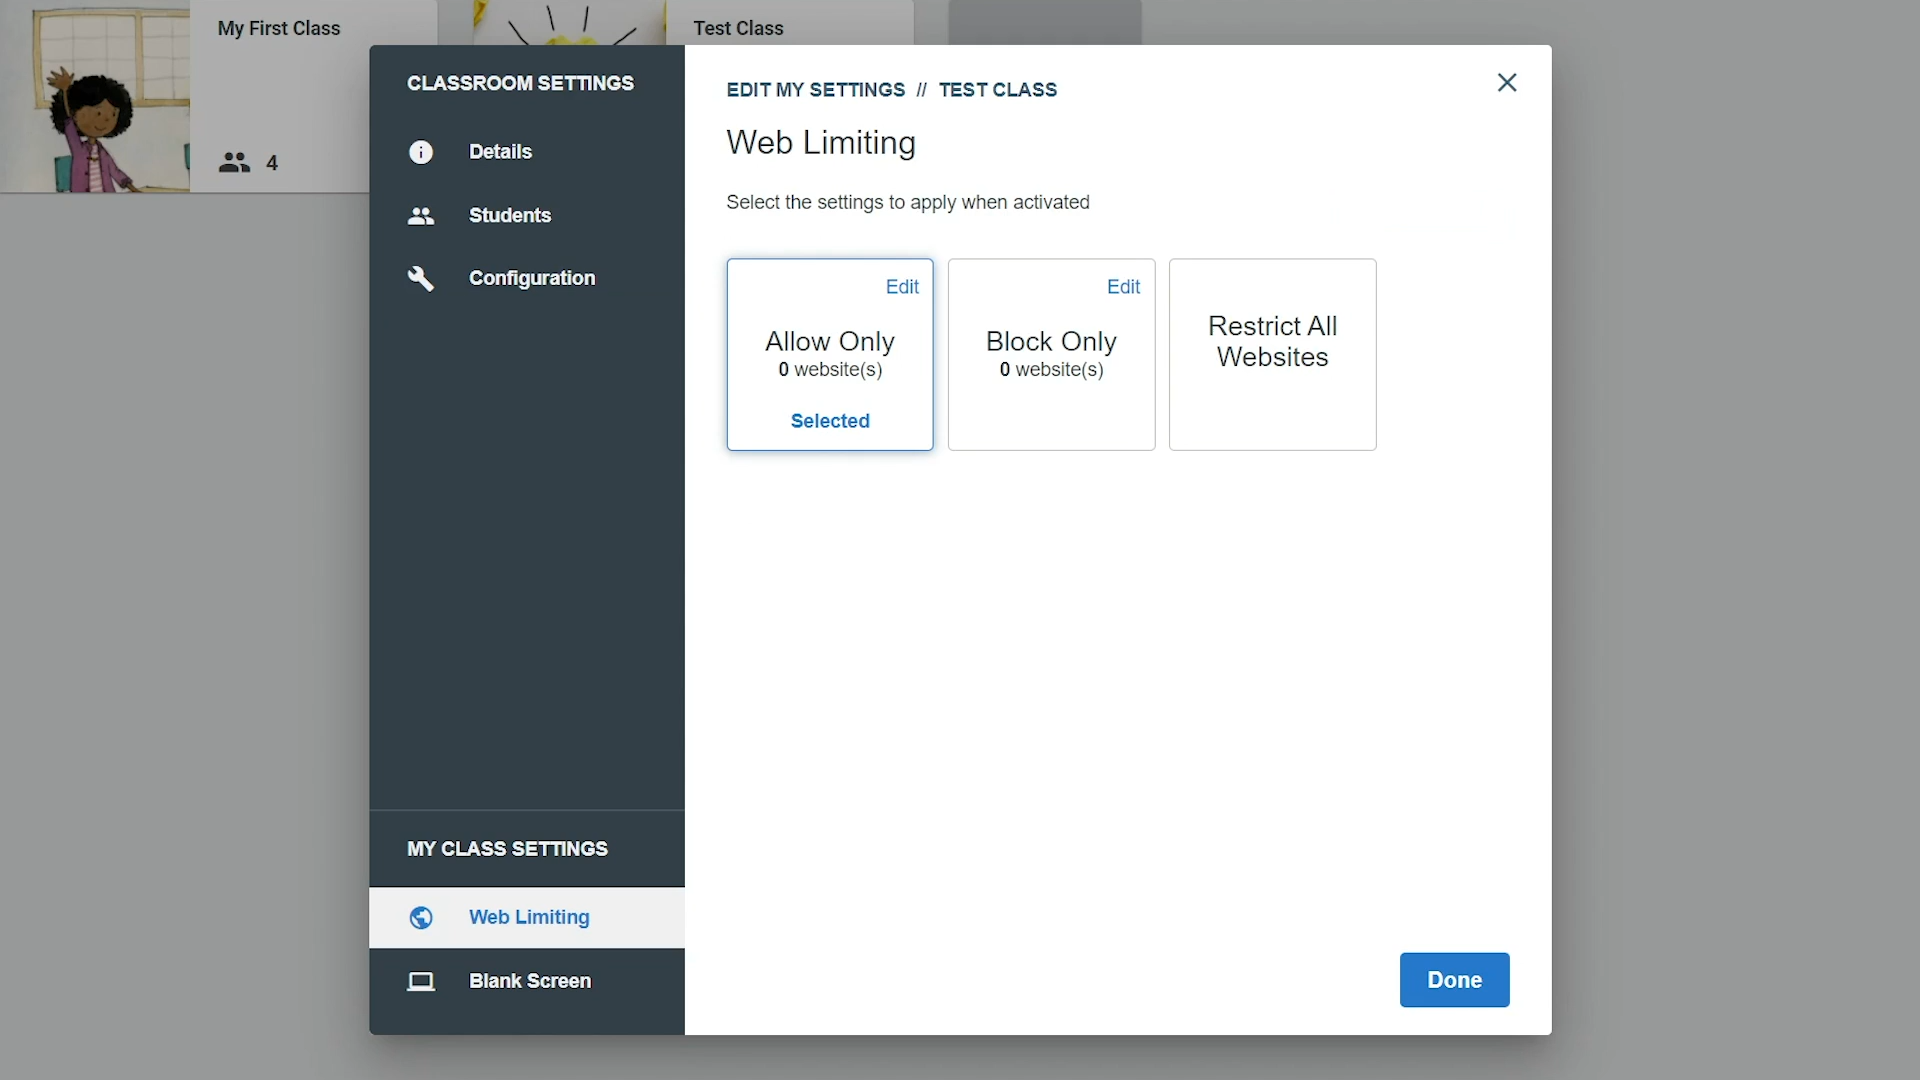 My First Class
Test Class
4
CLASSROOM SETTINGS
Details
Students
Configuration
MY CLASS SETTINGS
Web Limiting
Blank Screen
EDIT MY SETTINGS // TEST CLASS
Web Limiting
Select the settings to apply when activated
Edit
Allow Only
0 website(s)
Selected
Edit
Block Only
0 website(s)
Restrict All
Websites
Done